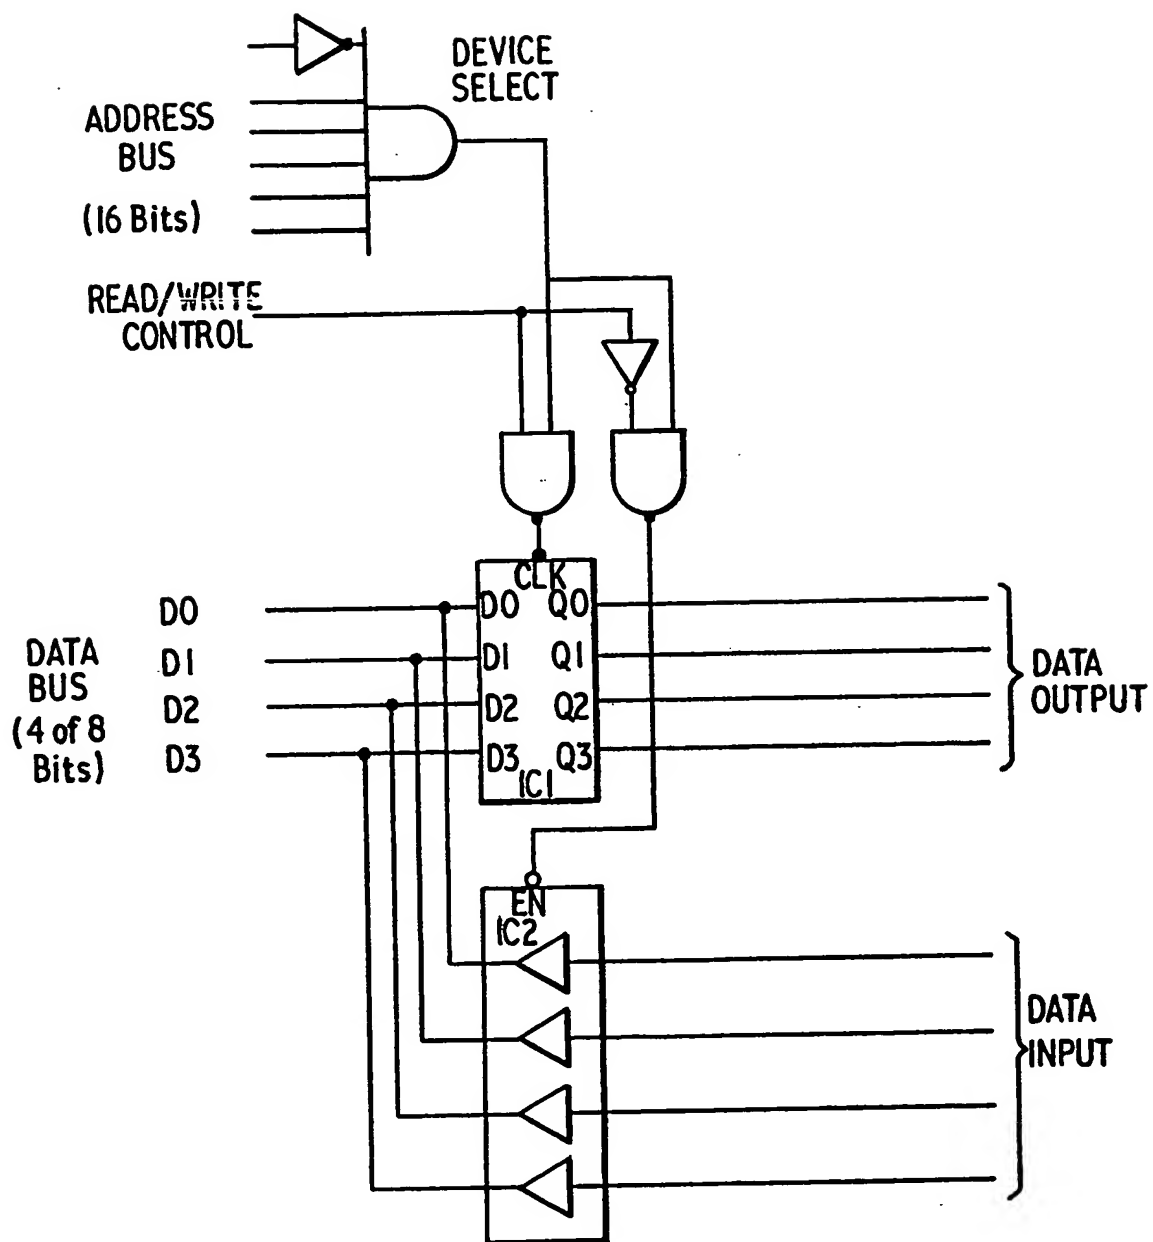 DEVICE
SELECT
ADDRESS
BUS
(16 Bits)
READ/WRITE
CONTROL
CLK
D0
D0
Q0
DATA
BUS
(4 of 8
Bits)
D1
D1
Q1
D2
D2
Q2
D3
D3
Q3
IC1
DATA
OUTPUT
EN
IC2
DATA
INPUT